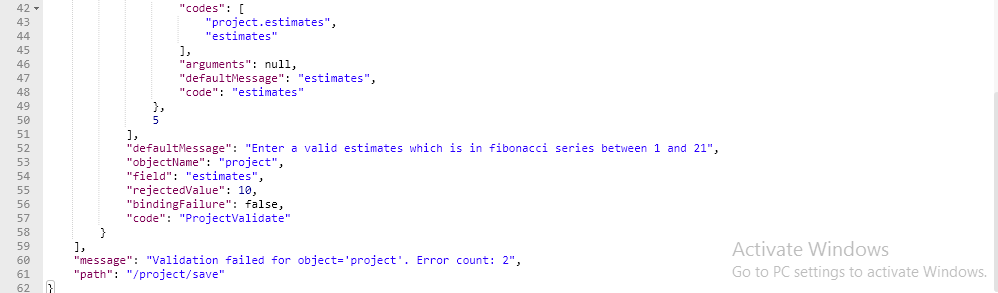 42 "codes": [
43 "project.estimates",
44 "estimates"
45 ],
46 "arguments": null,
47 "defaultMessage": "estimates",
48 "code": "estimates"
49 },
50 5
51 ],
52 "defaultMessage": "Enter a valid estimates which is in fibonacci series between 1 and 21",
53 "objectName": "project",
54 "field": "estimates",
55 "rejectedValue": 10,
56 "bindingFailure": false,
57 "code": "ProjectValidate"
58 }
59 ],
60 "message": "Validation failed for object='project'. Error count: 2",
61 "path": "/project/save"
62 }
Activate Windows
Go to PC settings to activate Windows.